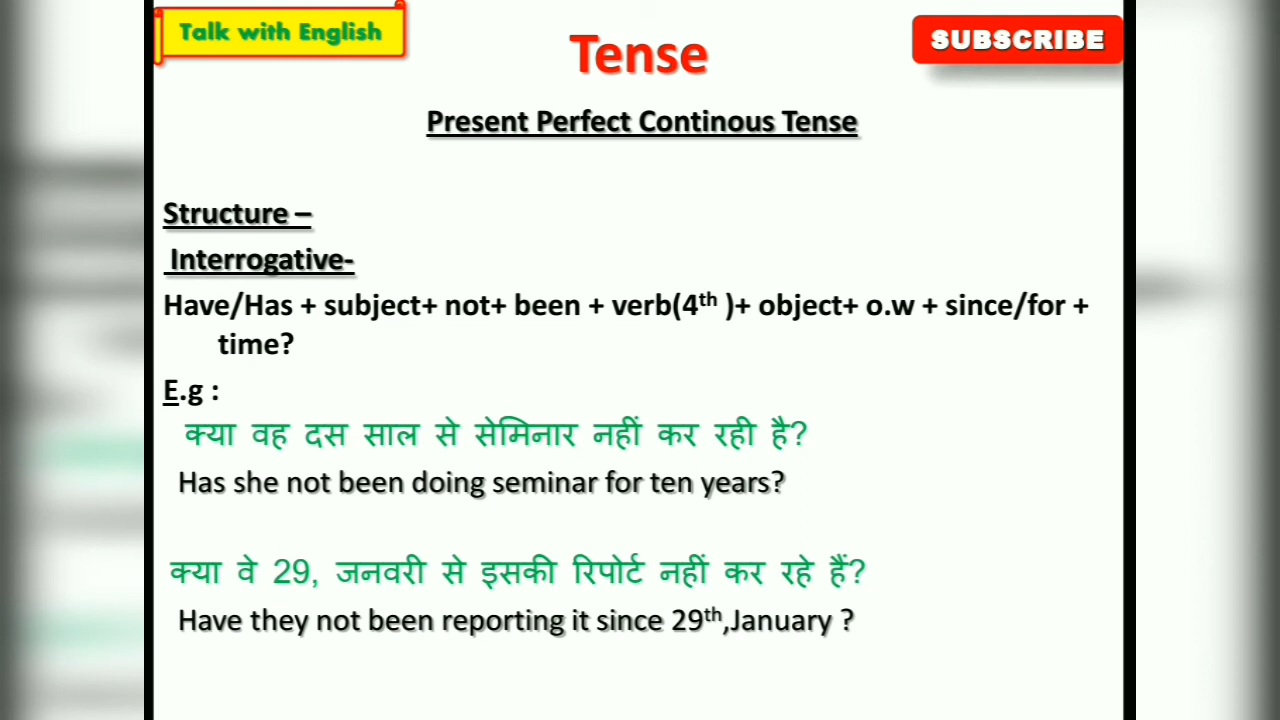 Talk with English
Tense
SUBSCRIBE
Present Perfect Continous Tense
Structure –
Interrogative-
Have/Has + subject+ not+ been + verb(4th )+ object+ o.w + since/for +
time?
E.g :
क्या वह दस साल से सेमिनार नहीं कर रही है?
Has she not been doing seminar for ten years?
क्या वे 29, जनवरी से इसकी रिपोर्ट नहीं कर रहे हैं?
Have they not been reporting it since 29th,January ?